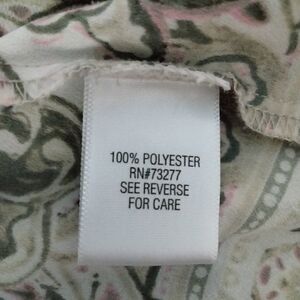 100% POLYESTER
RN#73277
SEE REVERSE
FOR CARE